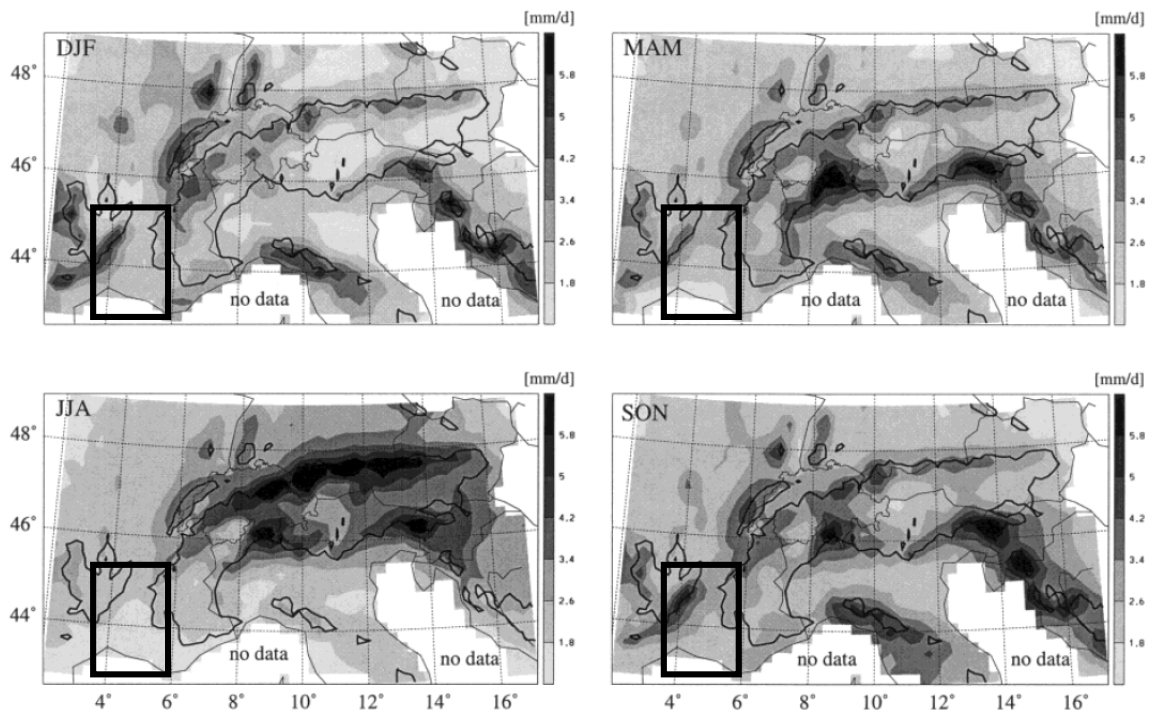 [mm/d] [mm/d]
DJF MAM
48° 5.8 5.8
5 5
46° 4.2 4.2
3.4 3.4
44° 2.6 2.6
1.8 1.8
no data no data no data no data
[mm/d] [mm/d]
JJA SON
48° 5.8 5.8
5 5
46° 4.2 4.2
3.4 3.4
44° 2.6 2.6
1.8 1.8
no data no data no data no data
4° 6° 8° 10° 12° 14° 16° 4° 6° 8° 10° 12° 14° 16°